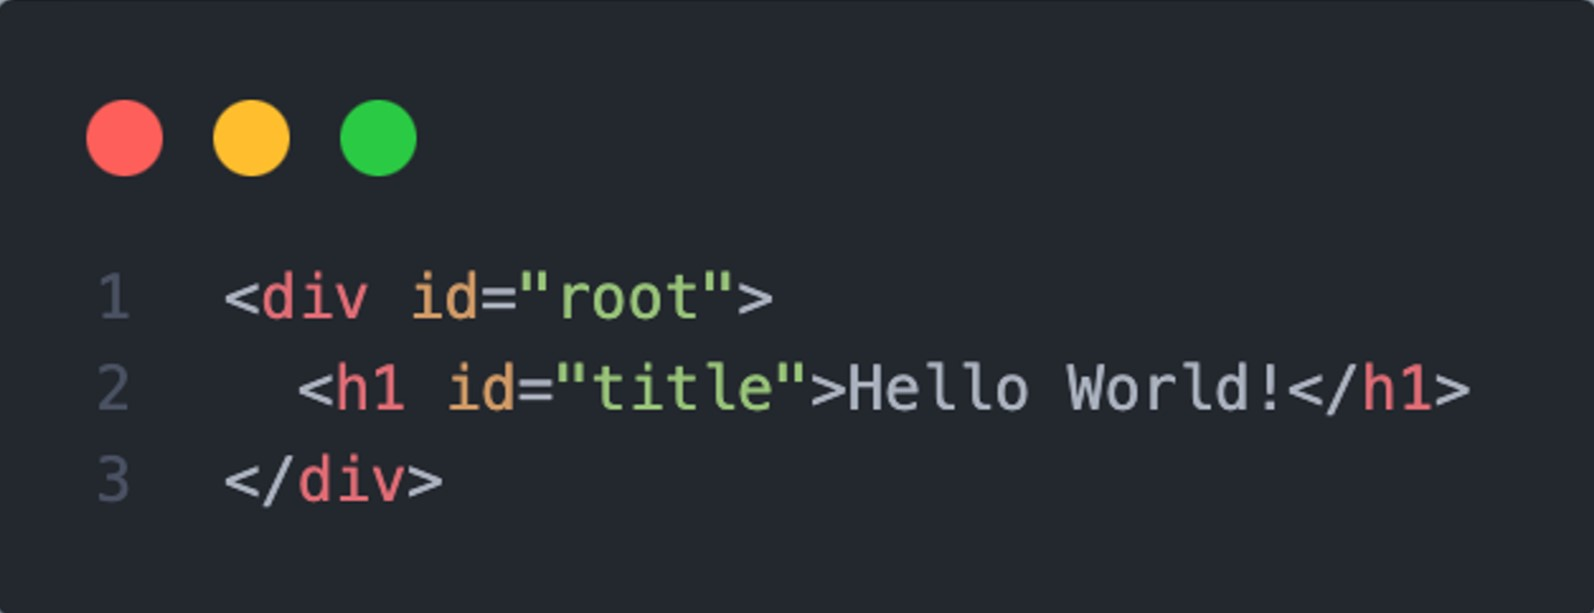 1 <div id="root">
2   <h1 id="title">Hello World!</h1>
3 </div>